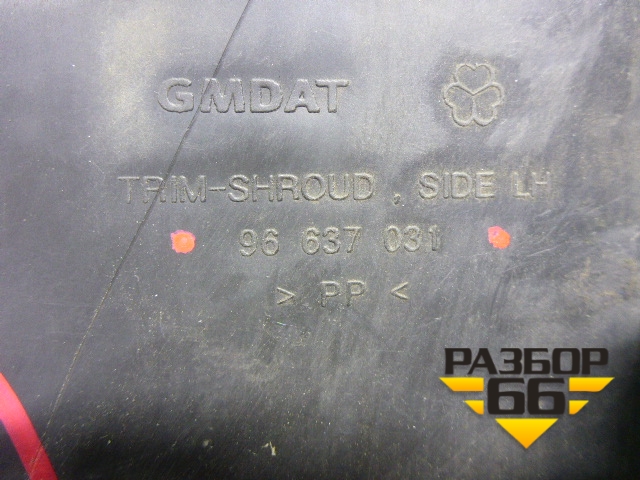 GMDAT
TRIM-SHROUD , SIDE LH
96 637 031
> PP <
РАЗБОР
66